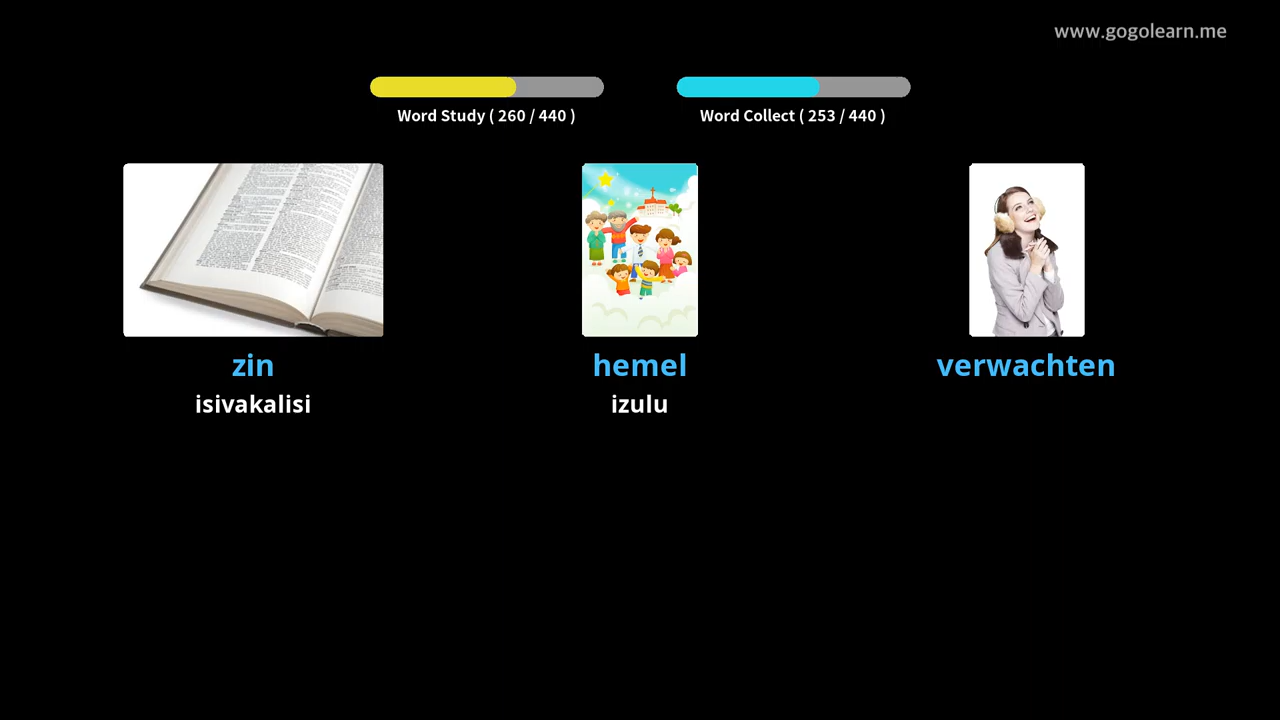 www.gogolearn.me
Word Study ( 260 / 440 )
Word Collect ( 253 / 440 )
zin
hemel
verwachten
isivakalisi
izulu